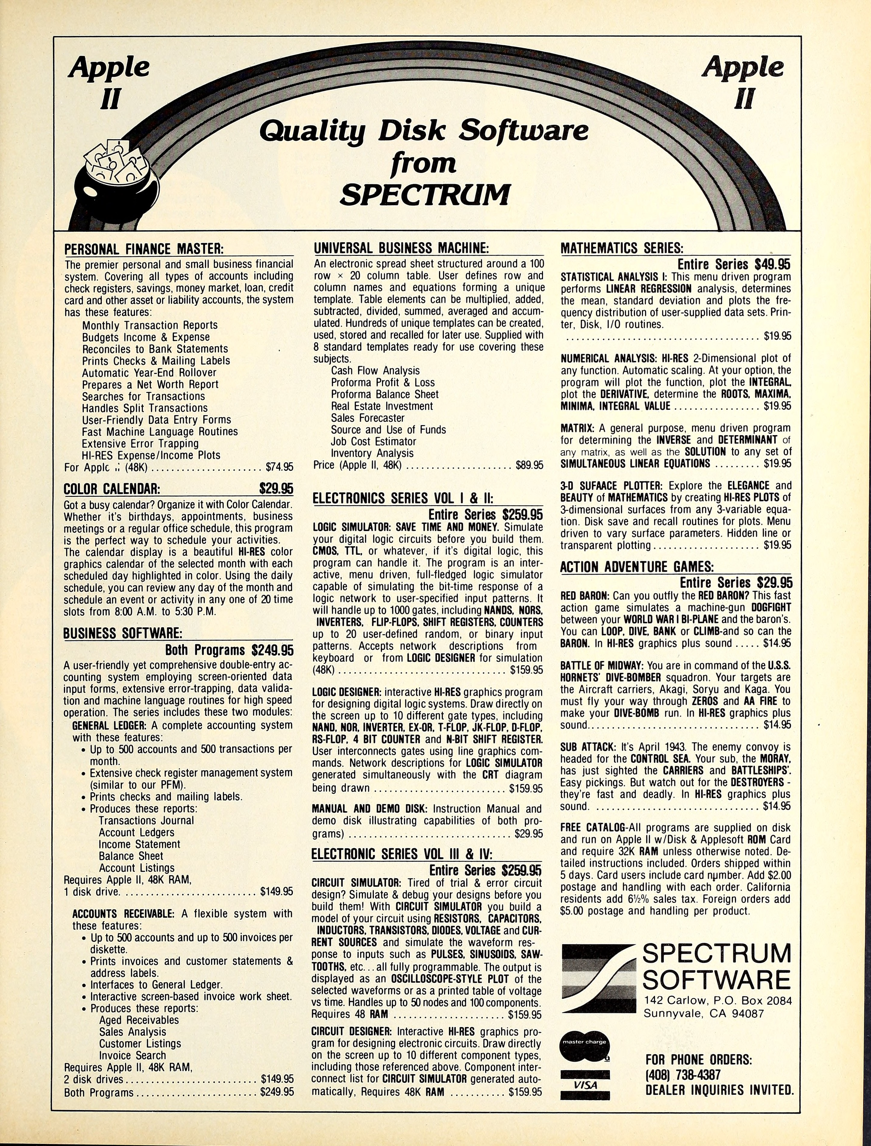 Apple
II
Apple
II
Quality Disk Software
from
SPECTRUM
PERSONAL FINANCE MASTER:
The premier personal and small business financial
system. Covering all types of accounts including
check registers, savings, money market, loan, credit
card and other asset or liability accounts, the system
has these features:
Monthly Transaction Reports
Budgets Income & Expense
Reconciles to Bank Statements
Prints Checks & Mailing Labels
Automatic Year-End Rollover
Prepares a Net Worth Report
Searches for Transactions
Handles Split Transactions
User-Friendly Data Entry Forms
Fast Machine Language Routines
Extensive Error Trapping
HI-RES Expense/Income Plots
For Apple (48K) ...................... $74.95
COLOR CALENDAR: $29.95
Got a busy calendar? Organize it with Color Calendar.
Whether it's birthdays, appointments, business
meetings or a regular office schedule, this program
is the perfect way to schedule your activities.
The calendar display is a beautiful HI-RES color
graphics calendar of the selected month with each
scheduled day highlighted in color. Using the daily
schedule, you can review any day of the month and
schedule an event or activity in any one of 20 time
slots from 8:00 A.M. to 5:30 P.M.
BUSINESS SOFTWARE:
Both Programs $249.95
A user-friendly yet comprehensive double-entry ac-
counting system employing screen-oriented data
input forms, extensive error-trapping, data valida-
tion and machine language routines for high speed
operation. The series includes these two modules:
GENERAL LEDGER: A complete accounting system
with these features:
• Up to 500 accounts and 500 transactions per
month.
• Extensive check register management system
(similar to our PFM).
• Prints checks and mailing labels.
• Produces these reports:
Transactions Journal
Account Ledgers
Income Statement
Balance Sheet
Account Listings
Requires Apple II, 48K RAM,
1 disk drive. .......................... $149.95
ACCOUNTS RECEIVABLE: A flexible system with
these features:
• Up to 500 accounts and up to 500 invoices per
diskette.
• Prints invoices and customer statements &
address labels.
• Interfaces to General Ledger.
• Interactive screen-based invoice work sheet.
• Produces these reports:
Aged Receivables
Sales Analysis
Customer Listings
Invoice Search
Requires Apple II, 48K RAM,
2 disk drives.......................... $149.95
Both Programs........................ $249.95
UNIVERSAL BUSINESS MACHINE:
An electronic spread sheet structured around a 100
row × 20 column table. User defines row and
column names and equations forming a unique
template. Table elements can be multiplied, added,
subtracted, divided, summed, averaged and accum-
ulated. Hundreds of unique templates can be created,
used, stored and recalled for later use. Supplied with
8 standard templates ready for use covering these
subjects.
Cash Flow Analysis
Proforma Profit & Loss
Proforma Balance Sheet
Real Estate Investment
Sales Forecaster
Source and Use of Funds
Job Cost Estimator
Inventory Analysis
Price (Apple II, 48K) ..................... $89.95
ELECTRONICS SERIES VOL I & II:
Entire Series $259.95
LOGIC SIMULATOR: SAVE TIME AND MONEY. Simulate
your digital logic circuits before you build them.
CMOS, TTL, or whatever, if it's digital logic, this
program can handle it. The program is an inter-
active, menu driven, full-fledged logic simulator
capable of simulating the bit-time response of a
logic network to user-specified input patterns. It
will handle up to 1000 gates, including NANDS, NORS,
INVERTERS, FLIP-FLOPS, SHIFT REGISTERS, COUNTERS
up to 20 user-defined random, or binary input
patterns. Accepts network descriptions from
keyboard or from LOGIC DESIGNER for simulation
(48K) ................................. $159.95
LOGIC DESIGNER: interactive HI-RES graphics program
for designing digital logic systems. Draw directly on
the screen up to 10 different gate types, including
NAND, NOR, INVERTER, EX-OR, T-FLOP, JK-FLOP, D-FLOP,
RS-FLOP, 4 BIT COUNTER and N-BIT SHIFT REGISTER.
User interconnects gates using line graphics com-
mands. Network descriptions for LOGIC SIMULATOR
generated simultaneously with the CRT diagram
being drawn .......................... $159.95
MANUAL AND DEMO DISK: Instruction Manual and
demo disk illustrating capabilities of both pro-
grams) ................................ $29.95
ELECTRONIC SERIES VOL III & IV:
Entire Series $259.95
CIRCUIT SIMULATOR: Tired of trial & error circuit
design? Simulate & debug your designs before you
build them! With CIRCUIT SIMULATOR you build a
model of your circuit using RESISTORS, CAPACITORS,
INDUCTORS, TRANSISTORS, DIODES, VOLTAGE and CUR-
RENT SOURCES and simulate the waveform res-
ponse to inputs such as PULSES, SINUSOIDS, SAW-
TOOTHS, etc...all fully programmable. The output is
displayed as an OSCILLOSCOPE-STYLE PLOT of the
selected waveforms or as a printed table of voltage
vs time. Handles up to 50 nodes and 100 components.
Requires 48 RAM ...................... $159.95
CIRCUIT DESIGNER: Interactive HI-RES graphics pro-
gram for designing electronic circuits. Draw directly
on the screen up to 10 different component types,
including those referenced above. Component inter-
connect list for CIRCUIT SIMULATOR generated auto-
matically, Requires 48K RAM ........... $159.95
MATHEMATICS SERIES:
Entire Series $49.95
STATISTICAL ANALYSIS I: This menu driven program
performs LINEAR REGRESSION analysis, determines
the mean, standard deviation and plots the fre-
quency distribution of user-supplied data sets. Prin-
ter, Disk, I/O routines.
........................................ $19.95
NUMERICAL ANALYSIS: HI-RES 2-Dimensional plot of
any function. Automatic scaling. At your option, the
program will plot the function, plot the INTEGRAL,
plot the DERIVATIVE, determine the ROOTS, MAXIMA,
MINIMA, INTEGRAL VALUE ................ $19.95
MATRIX: A general purpose, menu driven program
for determining the INVERSE and DETERMINANT of
any matrix, as well as the SOLUTION to any set of
SIMULTANEOUS LINEAR EQUATIONS ......... $19.95
3-D SUFAACE PLOTTER: Explore the ELEGANCE and
BEAUTY of MATHEMATICS by creating HI-RES PLOTS of
3-dimensional surfaces from any 3-variable equa-
tion. Disk save and recall routines for plots. Menu
driven to vary surface parameters. Hidden line or
transparent plotting...................... $19.95
ACTION ADVENTURE GAMES:
Entire Series $29.95
RED BARON: Can you outfly the RED BARON? This fast
action game simulates a machine-gun DOGFIGHT
between your WORLD WAR I BI-PLANE and the baron's.
You can LOOP, DIVE, BANK or CLIMB-and so can the
BARON. In HI-RES graphics plus sound ..... $14.95
BATTLE OF MIDWAY: You are in command of the U.S.S.
HORNETS' DIVE-BOMBER squadron. Your targets are
the Aircraft carriers, Akagi, Soryu and Kaga. You
must fly your way through ZEROS and AA FIRE to
make your DIVE-BOMB run. In HI-RES graphics plus
sound.................................. $14.95
SUB ATTACK: It's April 1943. The enemy convoy is
headed for the CONTROL SEA. Your sub, the MORAY,
has just sighted the CARRIERS and BATTLESHIPS'.
Easy pickings. But watch out for the DESTROYERS -
they're fast and deadly. In HI-RES graphics plus
sound. ................................. $14.95
FREE CATALOG-All programs are supplied on disk
and run on Apple II w/Disk & Applesoft ROM Card
and require 32K RAM unless otherwise noted. De-
tailed instructions included. Orders shipped within
5 days. Card users include card number. Add $2.00
postage and handling with each order. California
residents add 6½% sales tax. Foreign orders add
$5.00 postage and handling per product.
SPECTRUM
SOFTWARE
142 Carlow, P.O. Box 2084
Sunnyvale, CA 94087
master charge
VISA
FOR PHONE ORDERS:
(408) 738-4387
DEALER INQUIRIES INVITED.